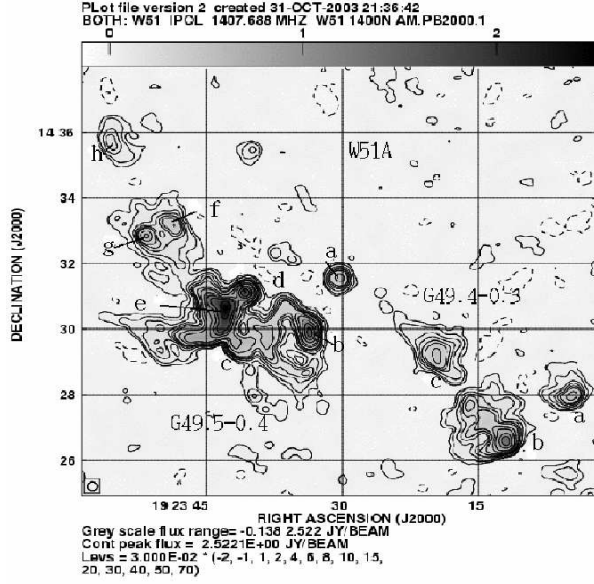 PLot file version 2 created 31-OCT-2003 21:36:42
BOTH: W51 IPOL 1407.688 MHZ W51 1400N AM.PB2000.1
0 1 2
14 36
h
W51A
34
f
g
32
a
d
G49.4-0.3
e
30
b
c
c
28
a
G49.5-0.4
b
26
DECLINATION (J2000)
19 23 45 30 15
RIGHT ASCENSION (J2000)
Grey scale flux range= -0.138 2.522 JY/BEAM
Cont peak flux = 2.5221E+00 JY/BEAM
Levs = 3.000E-02 * (-2, -1, 1, 2, 4, 6, 8, 10, 15,
20, 30, 40, 50, 70)